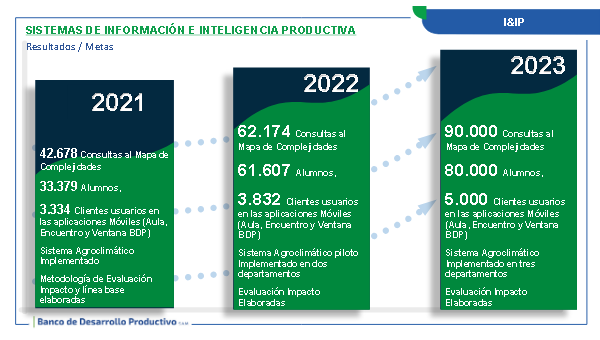 SISTEMAS DE INFORMACIÓN E INTELIGENCIA PRODUCTIVA
I&IP
Resultados / Metas
2021
42.678 Consultas al Mapa de
Complejidades
33.379 Alumnos,
3.334 Clientes usuarios en
las aplicaciones Móviles (Aula,
Encuentro y Ventana BDP)
Sistema Agroclimático
Implementado
Metodología de Evaluación
Impacto y línea base
elaboradas
2022
62.174 Consultas al
Mapa de Complejidades
61.607 Alumnos,
3.832 Clientes usuarios
en las aplicaciones Móviles
(Aula, Encuentro y Ventana
BDP)
Sistema Agroclimático piloto
Implementado en dos
departamentos
Evaluación Impacto
Elaboradas
2023
90.000 Consultas al
Mapa de Complejidades
80.000 Alumnos,
5.000 Clientes usuarios
en las aplicaciones Móviles
(Aula, Encuentro y Ventana
BDP)
Sistema Agroclimático
Implementado en tres
departamentos
Evaluación Impacto
Elaboradas
Banco de Desarrollo Productivo